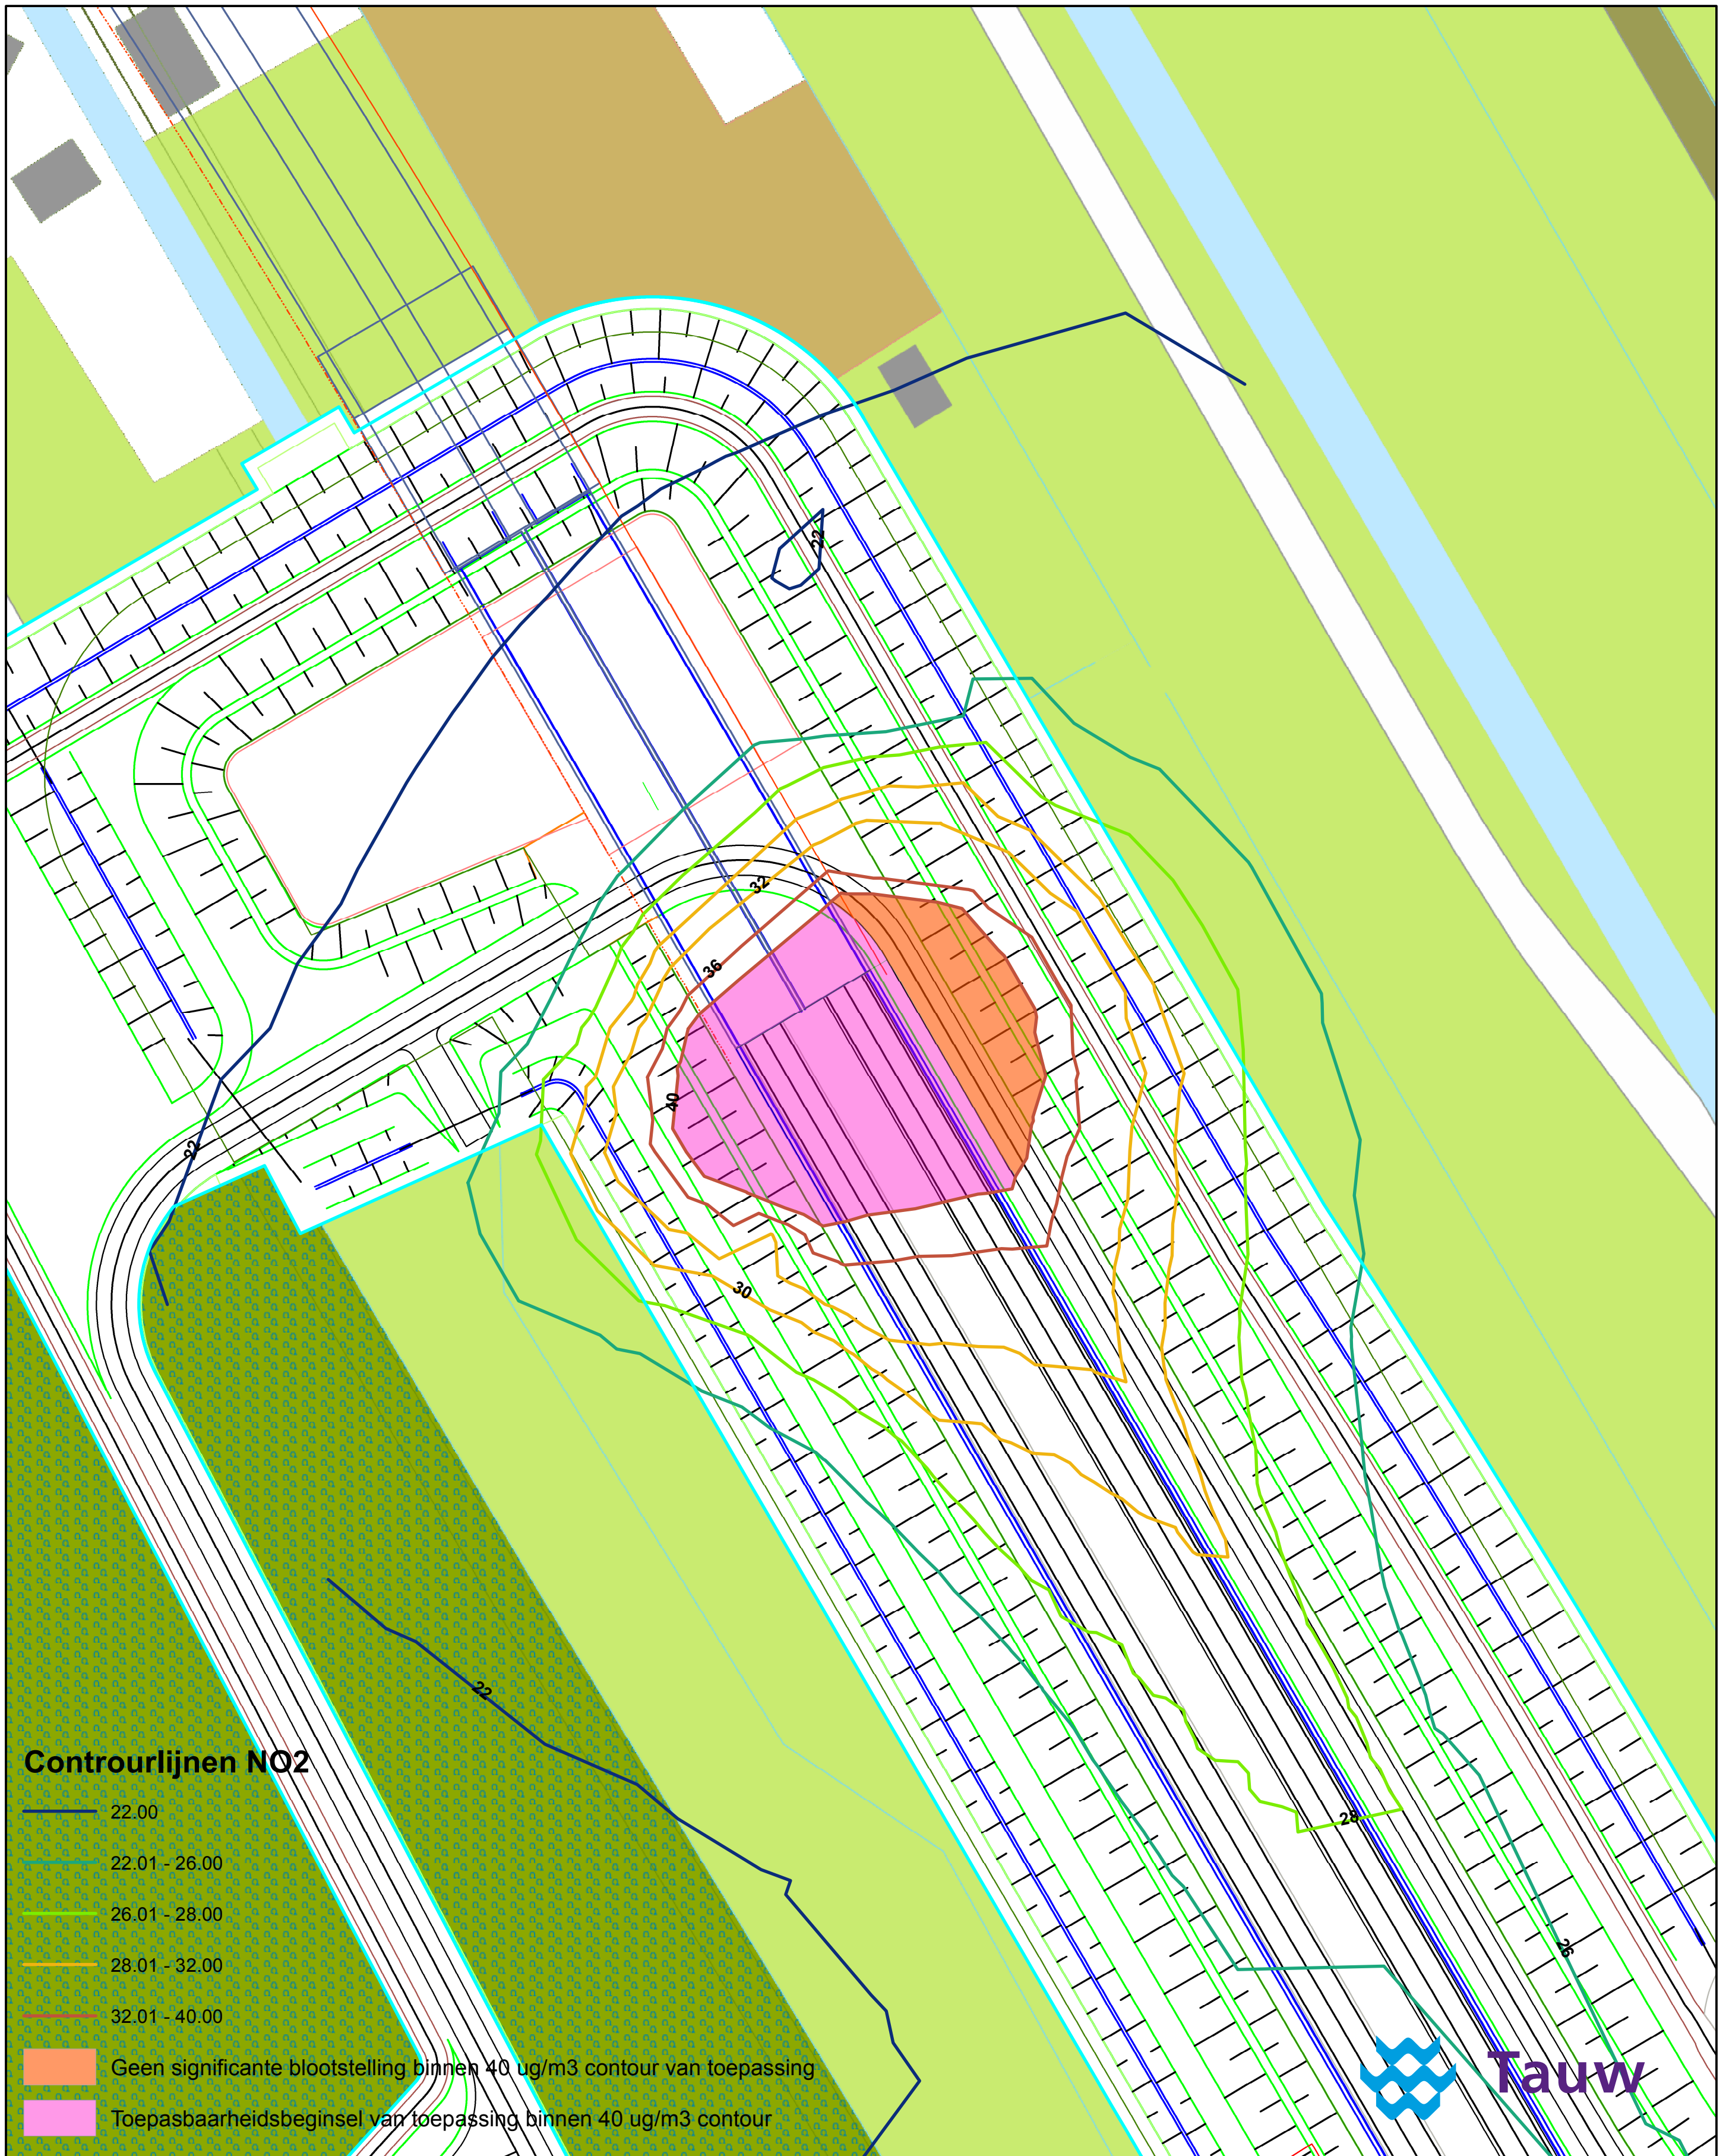 22
32
36
40
22
30
22
28
26
Controurlijnen NO2
22.00
22.01 - 26.00
26.01 - 28.00
28.01 - 32.00
32.01 - 40.00
Geen significante blootstelling binnen 40 ug/m3 contour van toepassing
Toepasbaarheidsbeginsel van toepassing binnen 40 ug/m3 contour
Tauw